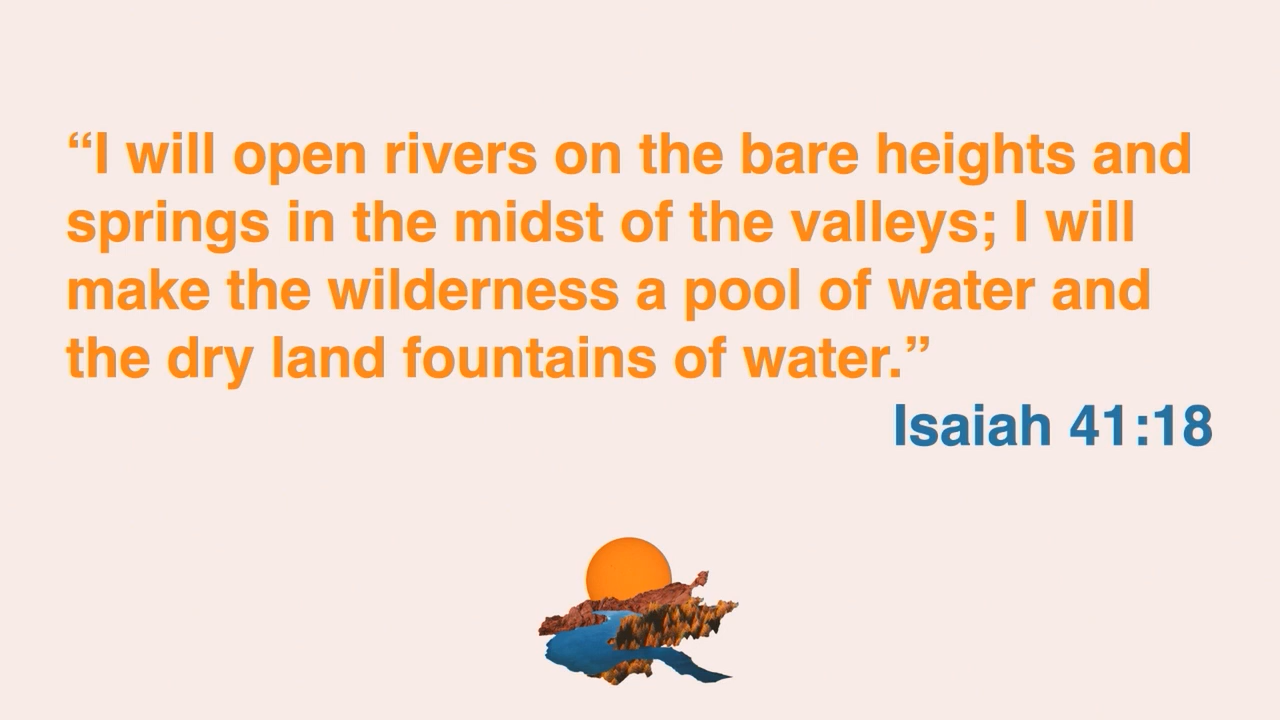 “I will open rivers on the bare heights and
springs in the midst of the valleys; I will
make the wilderness a pool of water and
the dry land fountains of water.”
Isaiah 41:18